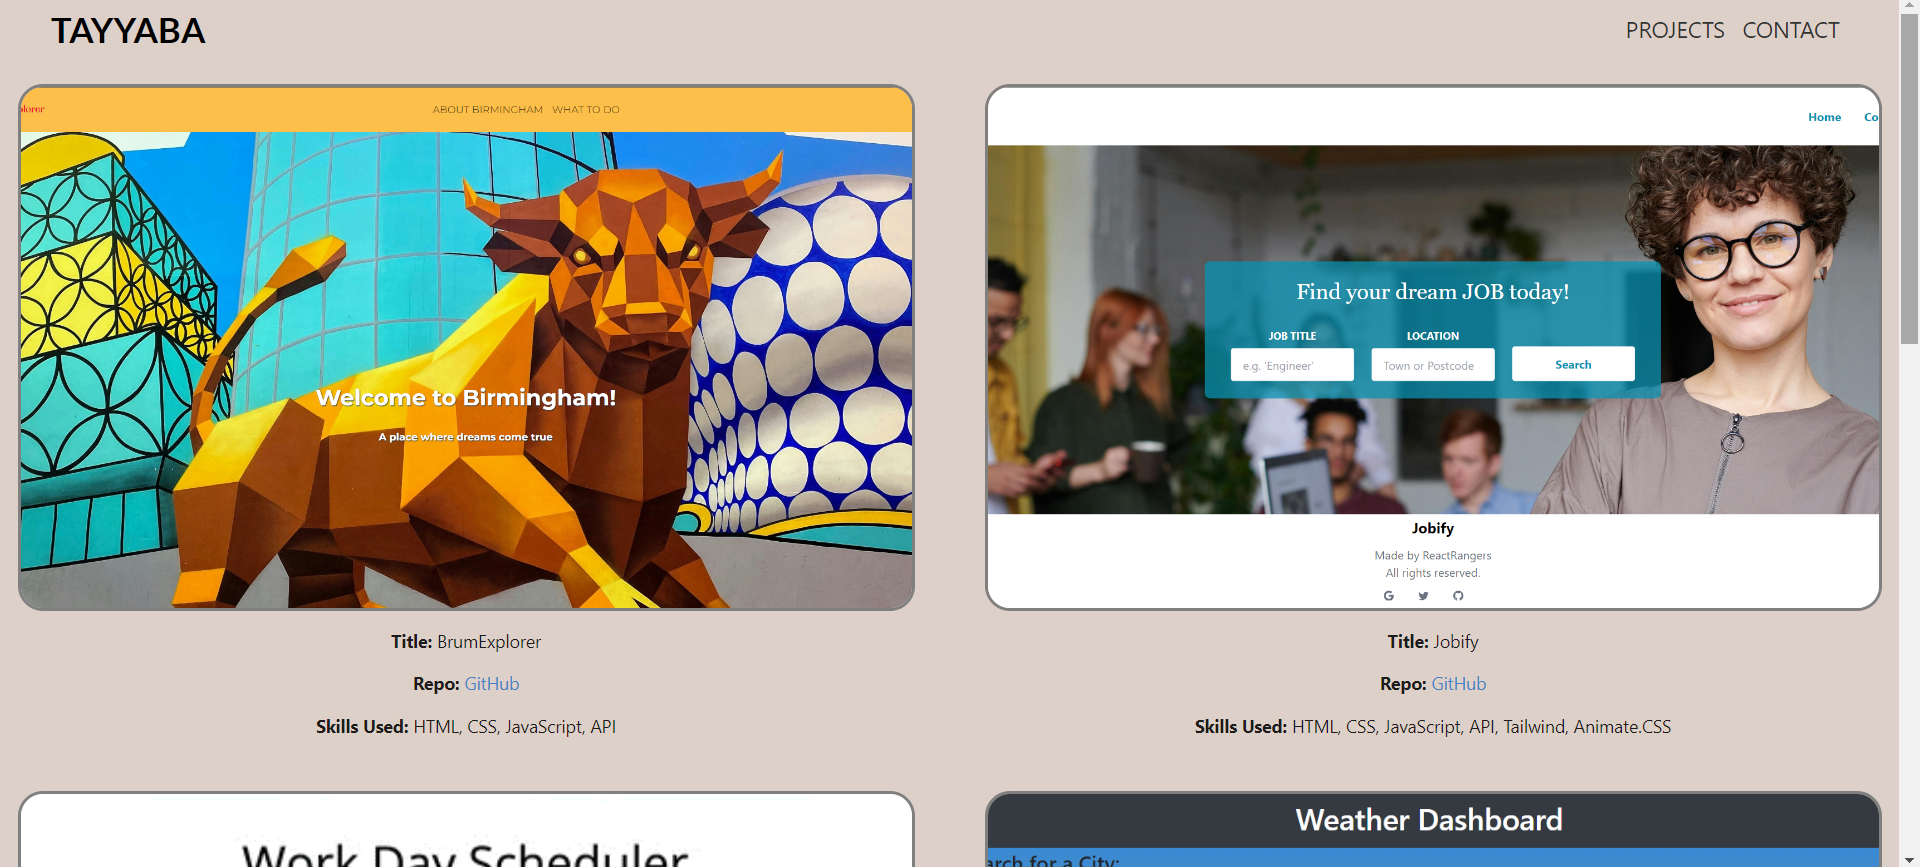 TAYYABA
PROJECTS CONTACT
plorer
ABOUT BIRMINGHAM WHAT TO DO
Welcome to Birmingham!
A place where dreams come true
Title: BrumExplorer
Repo: GitHub
Skills Used: HTML, CSS, JavaScript, API
Home Co
Find your dream JOB today!
JOB TITLE LOCATION
e.g. 'Engineer' Town or Postcode Search
Jobify
Made by ReactRangers
All rights reserved.
Title: Jobify
Repo: GitHub
Skills Used: HTML, CSS, JavaScript, API, Tailwind, Animate.CSS
Work Day Scheduler
Weather Dashboard
arch for a City: